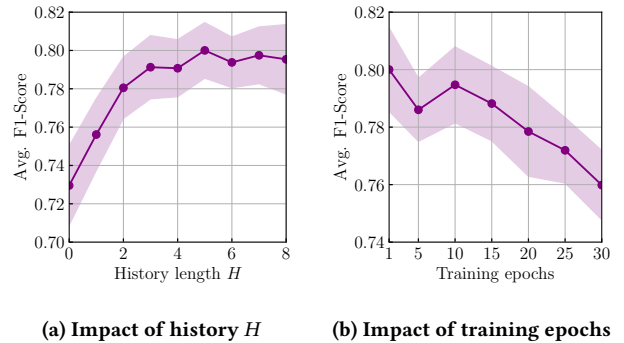 Avg. F1-Score
0.82
0.80
0.78
0.76
0.74
0.72
0.70
0 2 4 6 8
History length H
(a) Impact of history H
Avg. F1-Score
0.82
0.80
0.78
0.76
0.74
1 5 10 15 20 25 30
Training epochs
(b) Impact of training epochs